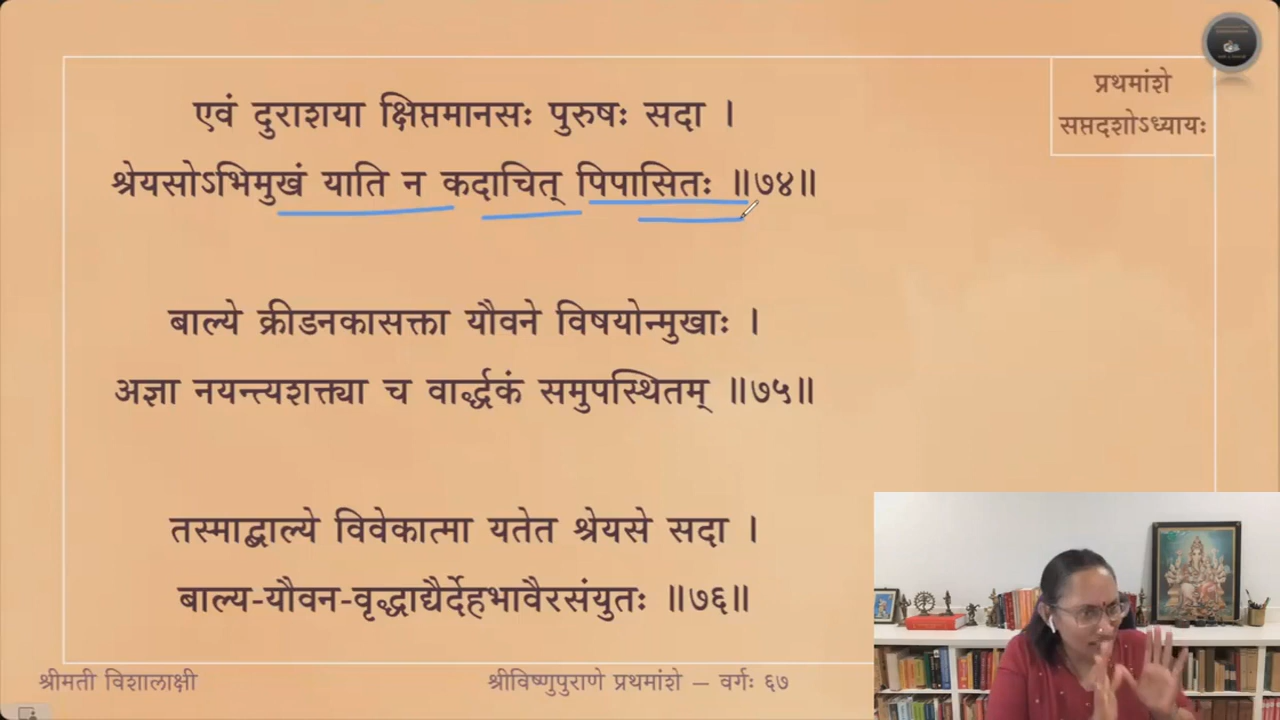 प्रथमांशे
सप्तदशोऽध्यायः
एवं दुराशया क्षिप्तमानसः पुरुषः सदा ।
श्रेयसोऽभिमुखं याति न कदाचित् पिपासितः ॥७४॥
बाल्ये क्रीडनकासक्ता यौवने विषयोन्मुखाः ।
अज्ञा नयन्त्यशक्त्या च वार्द्धकं समुपस्थितम् ॥७५॥
तस्माद्बाल्ये विवेकात्मा यतेत श्रेयसे सदा ।
बाल्य-यौवन-वृद्धाद्यैर्देहभावैरसंयुतः ॥७६॥
श्रीमती विशालाक्षी
श्रीविष्णुपुराणे प्रथमांशे – वर्गः ६७